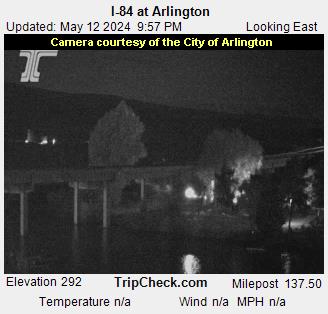 I-84 at Arlington
Updated: May 12 2024 9:57 PM Looking East
Camera courtesy of the City of Arlington
Elevation 292 TripCheck.com Milepost 137.50
Temperature n/a Wind n/a MPH n/a